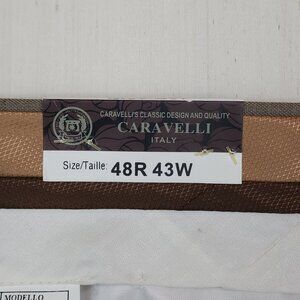 CARAVELLI'S CLASSIC DESIGN AND QUALITY
CARAVELLI
ITALY
Size/Taille: 48R 43W
MODELLO